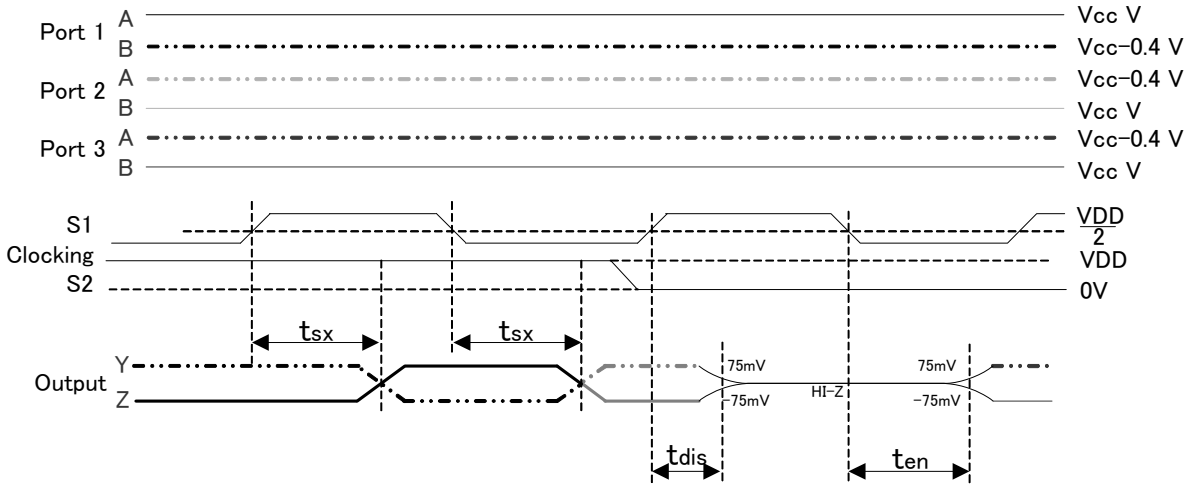 Port 1 A Vcc V
B Vcc-0.4 V
Port 2 A Vcc-0.4 V
B Vcc V
Port 3 A Vcc-0.4 V
B Vcc V
S1 VDD
2
Clocking VDD
S2 0V
tsx tsx
Output Y 75mV 75mV
HI-Z
Z -75mV -75mV
tdis ten